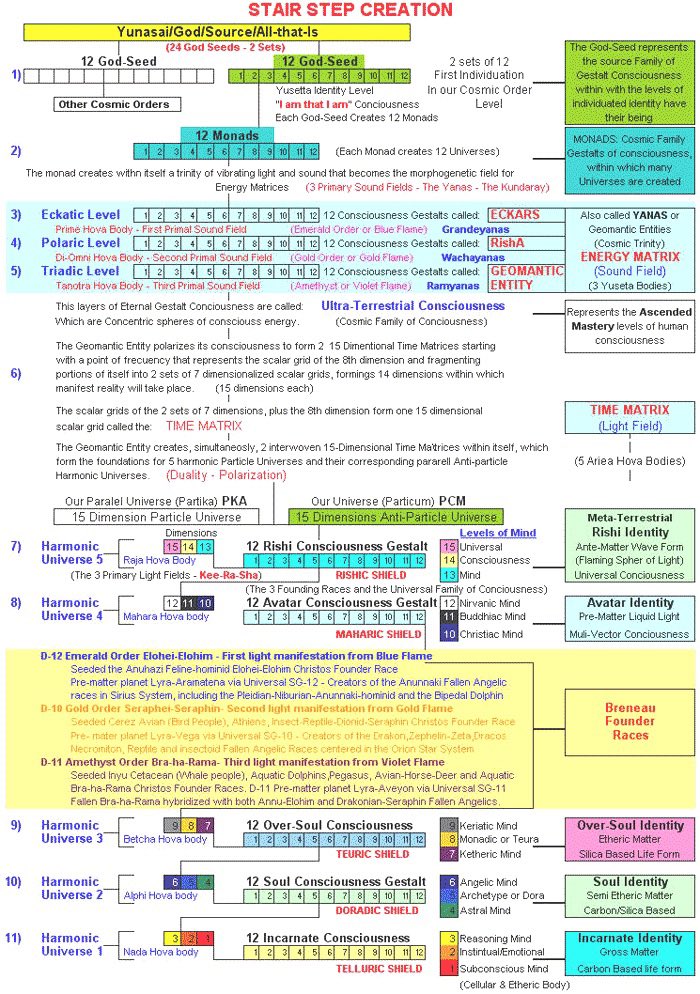 STAIR STEP CREATION
Yunasai/God/Source/All-that-Is
(24 God Seeds - 2 Sets)
1)
12 God-Seed
12 God-Seed
1 2 3 4 5 6 7 8 9 10 11 12
Other Cosmic Orders
Yusetta Identity Level
"I am that I am" Conciousness
Each God-Seed Creates 12 Monads
2 sets of 12
First Individuation
In our Cosmic Order
Level
The God-Seed represents
the source Family of
Gestalt Consciousness
within with the levels of
individuated identity have
their being
2)
12 Monads
1 2 3 4 5 6 7 8 9 10 11 12
(Each Monad creates 12 Universes)
MONADS: Cosmic Family
Gestalts of consciousness,
within which many
Universes are created
The monad creates withn itself a trinity of vibrating light and sound that becomes the morphogenetic field for
Energy Matrices
(3 Primary Sound Fields - The Yanas - The Kundaray)
3) Eckatic Level
1 2 3 4 5 6 7 8 9 10 11 12
12 Consciousness Gestalts called:
ECKARS
Prime Hova Body - First Primal Sound Field
(Emerald Order or Blue Flame)
Grandeyanas
4) Polaric Level
1 2 3 4 5 6 7 8 9 10 11 12
12 Consciousness Gestalts called:
RishA
Di-Omni Hova Body - Second Primal Sound Field
(Gold Order or Gold Flame)
Wachayanas
5) Triadic Level
1 2 3 4 5 6 7 8 9 10 11 12
12 Consciousness Gestalts called:
GEOMANTIC
ENTITY
Tanotra Hova Body - Third Primal Sound Field
(Amethyst or Violet Flame)
Ramyanas
Also called YANAS or
Geomantic Entities
(Cosmic Trinity)
ENERGY MATRIX
(Sound Field)
(3 Yuseta Bodies)
This layers of Eternal Gestalt Conciousness are called:
Which are Concentric spheres of conscious energy.
Ultra-Terrestrial Consciousness
(Cosmic Family of Conciousness)
Represents the Ascended
Mastery levels of human
consciousness
6)
The Geomantic Entity polarizes its consciousness to form 2 15 Dimentional Time Matrices starting
with a point of frecuency that represents the scalar grid of the 8th dimension and fragmenting
portions of itself into 2 sets of 7 dimensionalized scalar grids, formings 14 dimensions within which
manifest reality will take place. (15 dimensions each)
The scalar grids of the 2 sets of 7 dimensions, plus the 8th dimension form one 15 dimensional
scalar grid called the: TIME MATRIX
The Geomantic Entity creates, simultaneously, 2 interwoven 15-Dimensional Time Matrices within itself, which
form the foundations for 5 harmonic Particle Universes and their corresponding pararell Anti-particle
Harmonic Universes. (Duality - Polarization)
TIME MATRIX
(Light Field)
(5 Ariea Hova Bodies)
Our Paralel Universe (Partika) PKA
15 Dimension Particle Universe
Our Universe (Particum) PCM
15 Dimensions Anti-Particle Universe
7) Harmonic
Universe 5
Dimensions
15 14 13
Raja Hova Body
(The 3 Primary Light Fields - Kee-Ra-Sha)
12 Rishi Consciousness Gestalt
1 2 3 4 5 6 7 8 9 10 11 12
RISHIC SHIELD
(The 3 Founding Races and the Universal Family of Conciousness)
Levels of Mind
15 Universal
14 Consciousness
13 Mind
Meta-Terrestrial
Rishi Identity
Ante-Matter Wave Form
(Flaming Spher of Light)
Universal Conciousness
8) Harmonic
Universe 4
12 11 10
Mahara Hova body
12 Avatar Consciousness Gestalt
1 2 3 4 5 6 7 8 9 10 11 12
MAHARIC SHIELD
12 Nirvanic Mind
11 Buddhiac Mind
10 Christiac Mind
Avatar Identity
Pre-Matter Liquid Light
Muli-Vector Conciousness
D-12 Emerald Order Elohei-Elohim - First light manifestation from Blue Flame
Seeded the Anuhazi Feline-hominid Elohei-Elohim Christos Founder Race
Pre-matter planet Lyra-Aramatena via Universal SG-12 - Creators of the Anunnaki Fallen Angelic
races in Sirius System, including the Pleidian-Niburian-Anunnaki-hominid and the Bipedal Dolphin
D-10 Gold Order Seraphei-Seraphin- Second light manifestation from Gold Flame
Seeded Cerez Avian (Bird People), Athiens, Insect-Reptile-Dionid-Seraphin Christos Founder Race
Pre- matter planet Lyra-Vega via Universal SG-10 - Creators of the Drakon,Zephelin-Zeta,Dracos
Necromiton, Reptile and insectoid Fallen Angelic Races centered in the Orion Star System
D-11 Amethyst Order Bra-ha-Rama- Third light manifestation from Violet Flame
Seeded Inyu Cetacean (Whale people), Aquatic Dolphins,Pegasus, Avian-Horse-Deer and Aquatic
Bra-ha-Rama Christos Founder Races. D-11 Pre-matter planet Lyra-Aveyon via Universal SG-11
Fallen Bra-ha-Rama hybridized with both Annu-Elohim and Drakonian-Seraphin Fallen Angelics.
Breneau
Founder
Races
9) Harmonic
Universe 3
9 8 7
Betcha Hova body
12 Over-Soul Consciousness
1 2 3 4 5 6 7 8 9 10 11 12
TEURIC SHIELD
9 Keriatic Mind
8 Monadic or Teura
7 Ketheric Mind
Over-Soul Identity
Etheric Matter
Silica Based Life Form
10) Harmonic
Universe 2
6 5 4
Alphi Hova body
12 Soul Consciousness Gestalt
1 2 3 4 5 6 7 8 9 10 11 12
DORADIC SHIELD
6 Angelic Mind
5 Archetype or Dora
4 Astral Mind
Soul Identity
Semi Etheric Matter
Carbon/Silica Based
11) Harmonic
Universe 1
3 2 1
Nada Hova body
12 Incarnate Consciousness
1 2 3 4 5 6 7 8 9 10 11 12
TELLURIC SHIELD
3 Reasoning Mind
2 Instintual/Emotional
1 Subconscious Mind
(Cellular & Etheric Body)
Incarnate Identity
Gross Matter
Carbon Based life form